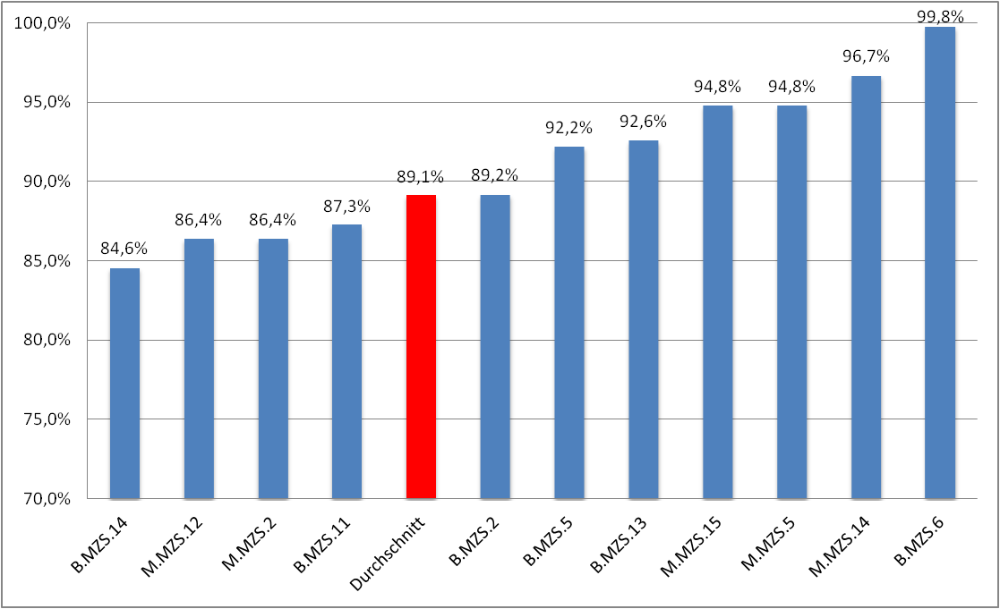 100,0%
95,0%
90,0%
85,0%
80,0%
75,0%
70,0%
84,6%
86,4%
86,4%
87,3%
89,1%
89,2%
92,2%
92,6%
94,8%
94,8%
96,7%
99,8%
B.MZS.14
M.MZS.12
M.MZS.2
B.MZS.11
Durchschnitt
B.MZS.2
B.MZS.5
B.MZS.13
M.MZS.15
M.MZS.5
M.MZS.14
B.MZS.6